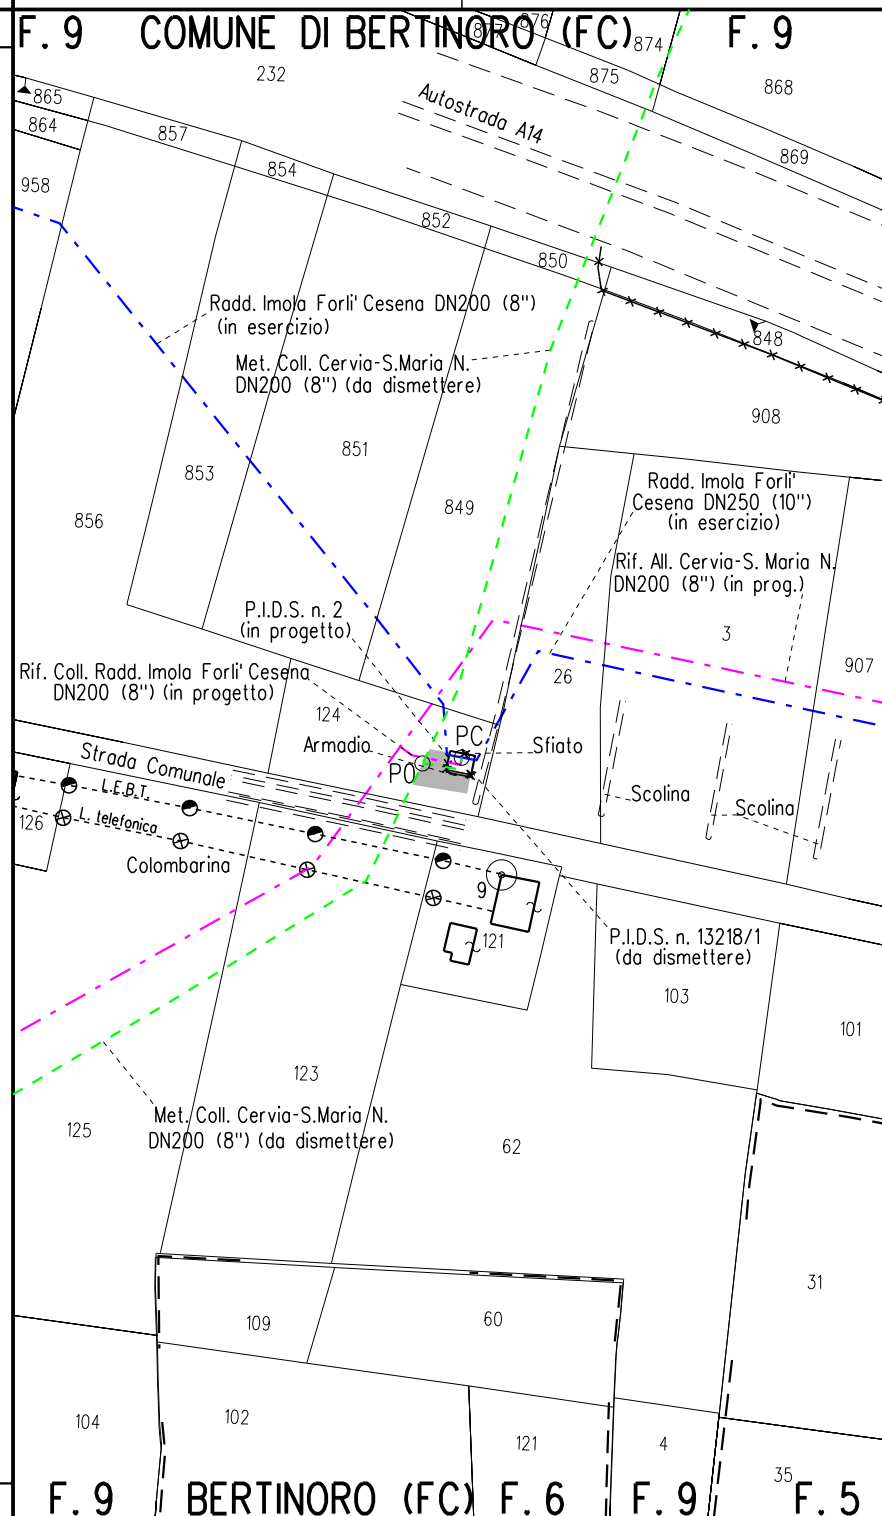 F. 9 COMUNE DI BERTINORO (FC) F. 9
877
876
874
875
868
869
232
865
864
857
854
852
850
848
958
Autostrada A14
Radd. Imola Forli' Cesena DN200 (8")
(in esercizio)
Met. Coll. Cervia-S.Maria N.
DN200 (8") (da dismettere)
908
851
853
849
856
Radd. Imola Forli'
Cesena DN250 (10")
(in esercizio)
Rif. All. Cervia-S. Maria N.
DN200 (8") (in prog.)
P.I.D.S. n. 2
(in progetto)
3
907
26
Rif. Coll. Radd. Imola Forli' Cesena
DN200 (8") (in progetto)
124
Armadio
PC
Sfiato
P0
Strada Comunale
L.E.B.T.
L. telefonica
126
Scolina
Scolina
Colombarina
9
121
P.I.D.S. n. 13218/1
(da dismettere)
103
101
123
125
Met. Coll. Cervia-S.Maria N.
DN200 (8") (da dismettere)
62
31
109
60
104
102
121
4
35
F. 9 BERTINORO (FC) F. 6 F. 9 F. 5